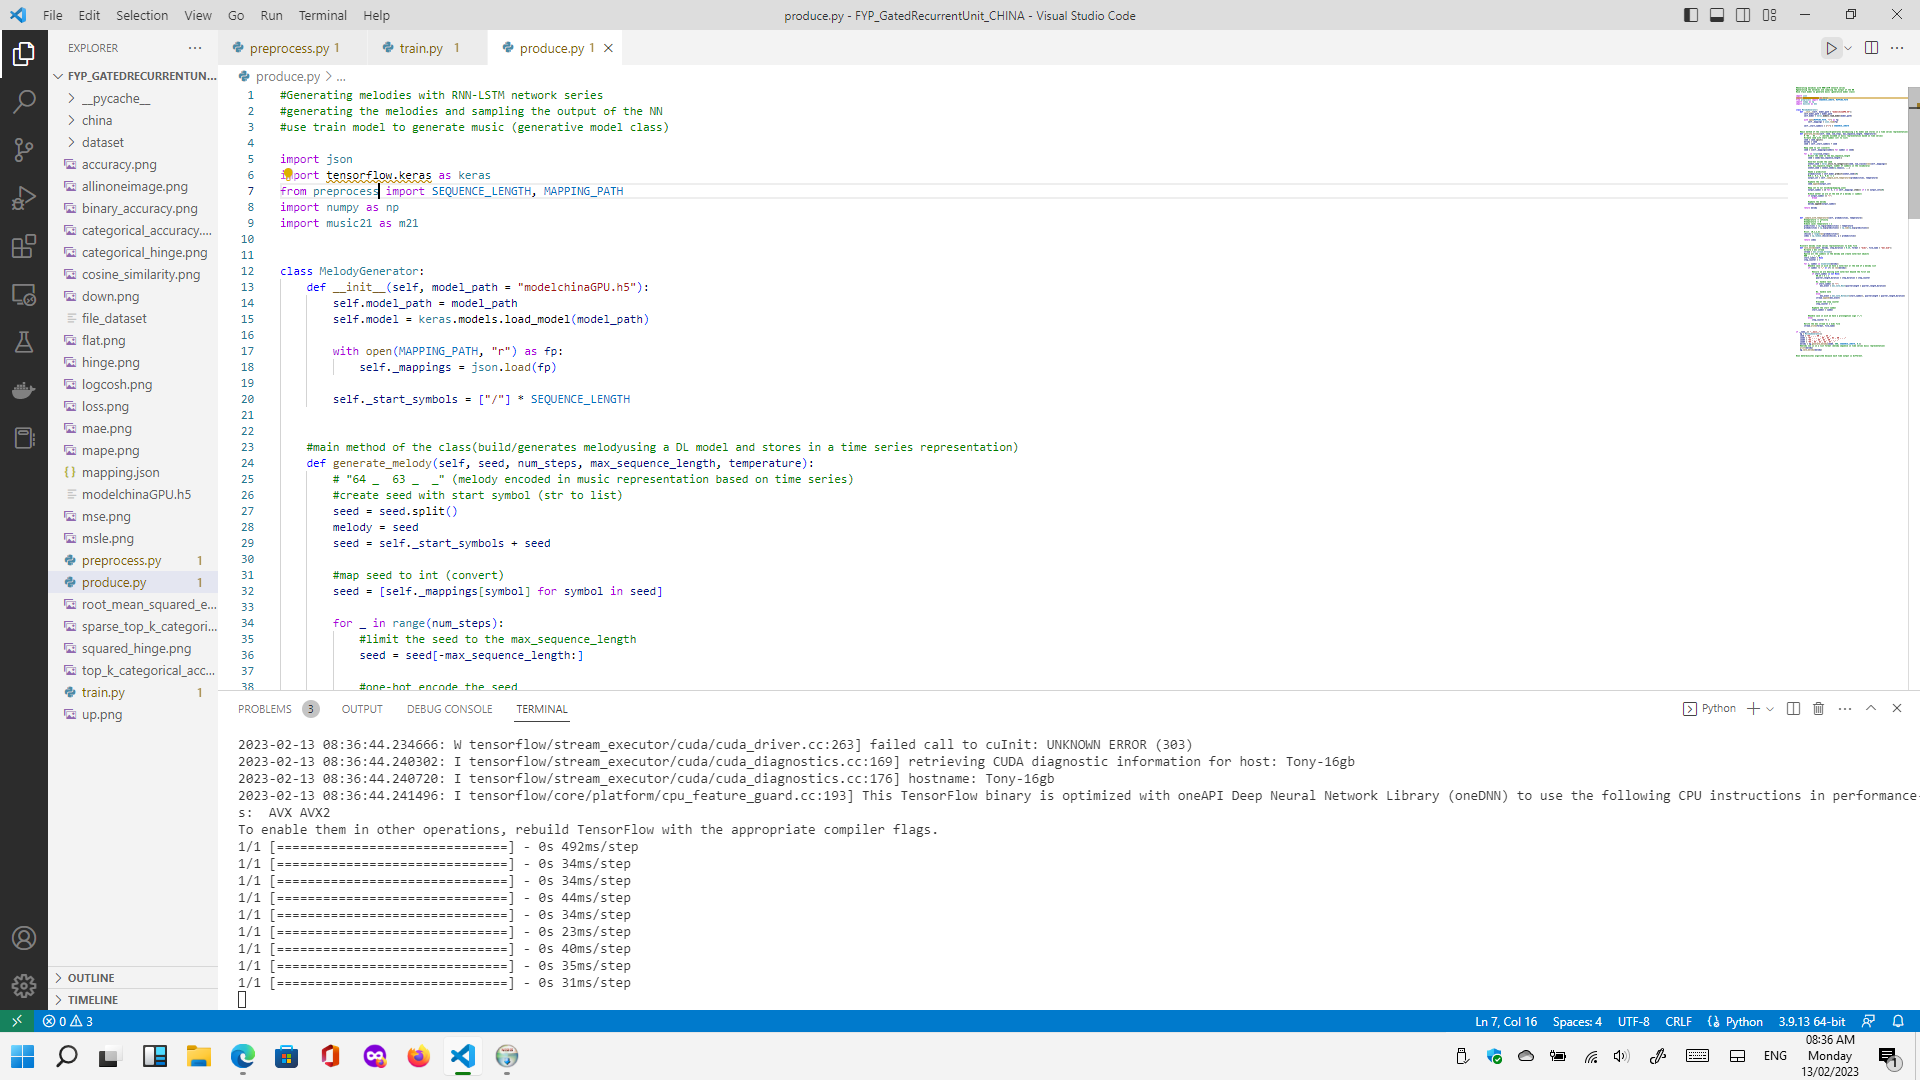 File Edit Selection View Go Run Terminal Help
produce.py - FYP_GatedRecurrentUnit_CHINA - Visual Studio Code
EXPLORER
preprocess.py 1
train.py 1
produce.py 1
FYP_GATEDRECURRENTUN...
__pycache__
china
dataset
accuracy.png
allinoneimage.png
binary_accuracy.png
categorical_accuracy....
categorical_hinge.png
cosine_similarity.png
down.png
file_dataset
flat.png
hinge.png
logcosh.png
loss.png
mae.png
mape.png
mapping.json
modelchinaGPU.h5
mse.png
msle.png
preprocess.py 1
produce.py 1
root_mean_squared_e...
sparse_top_k_categori...
squared_hinge.png
top_k_categorical_acc...
train.py 1
up.png
OUTLINE
TIMELINE
produce.py > ...
1 #Generating melodies with RNN-LSTM network series
2 #generating the melodies and sampling the output of the NN
3 #use train model to generate music (generative model class)
4
5 import json
6 import tensorflow.keras as keras
7 from preprocess import SEQUENCE_LENGTH, MAPPING_PATH
8 import numpy as np
9 import music21 as m21
10
11
12 class MelodyGenerator:
13 def __init__(self, model_path = "modelchinaGPU.h5"):
14 self.model_path = model_path
15 self.model = keras.models.load_model(model_path)
16
17 with open(MAPPING_PATH, "r") as fp:
18 self._mappings = json.load(fp)
19
20 self._start_symbols = ["/"] * SEQUENCE_LENGTH
21
22
23 #main method of the class(build/generates melodyusing a DL model and stores in a time series representation)
24 def generate_melody(self, seed, num_steps, max_sequence_length, temperature):
25 # "64 _ 63 _ _" (melody encoded in music representation based on time series)
26 #create seed with start symbol (str to list)
27 seed = seed.split()
28 melody = seed
29 seed = self._start_symbols + seed
30
31 #map seed to int (convert)
32 seed = [self._mappings[symbol] for symbol in seed]
33
34 for _ in range(num_steps):
35 #limit the seed to the max_sequence_length
36 seed = seed[-max_sequence_length:]
37
38 #one-hot encode the seed
PROBLEMS 3 OUTPUT DEBUG CONSOLE TERMINAL
Python
2023-02-13 08:36:44.234666: W tensorflow/stream_executor/cuda/cuda_driver.cc:263] failed call to cuInit: UNKNOWN ERROR (303)
2023-02-13 08:36:44.240302: I tensorflow/stream_executor/cuda/cuda_diagnostics.cc:169] retrieving CUDA diagnostic information for host: Tony-16gb
2023-02-13 08:36:44.240720: I tensorflow/stream_executor/cuda/cuda_diagnostics.cc:176] hostname: Tony-16gb
2023-02-13 08:36:44.241496: I tensorflow/core/platform/cpu_feature_guard.cc:193] This TensorFlow binary is optimized with oneAPI Deep Neural Network Library (oneDNN) to use the following CPU instructions in performance-
s: AVX AVX2
To enable them in other operations, rebuild TensorFlow with the appropriate compiler flags.
1/1 [==============================] - 0s 492ms/step
1/1 [==============================] - 0s 34ms/step
1/1 [==============================] - 0s 34ms/step
1/1 [==============================] - 0s 44ms/step
1/1 [==============================] - 0s 34ms/step
1/1 [==============================] - 0s 23ms/step
1/1 [==============================] - 0s 40ms/step
1/1 [==============================] - 0s 35ms/step
1/1 [==============================] - 0s 31ms/step
0 3
Ln 7, Col 16 Spaces: 4 UTF-8 CRLF Python 3.9.13 64-bit
ENG
08:36 AM
Monday
13/02/2023
1